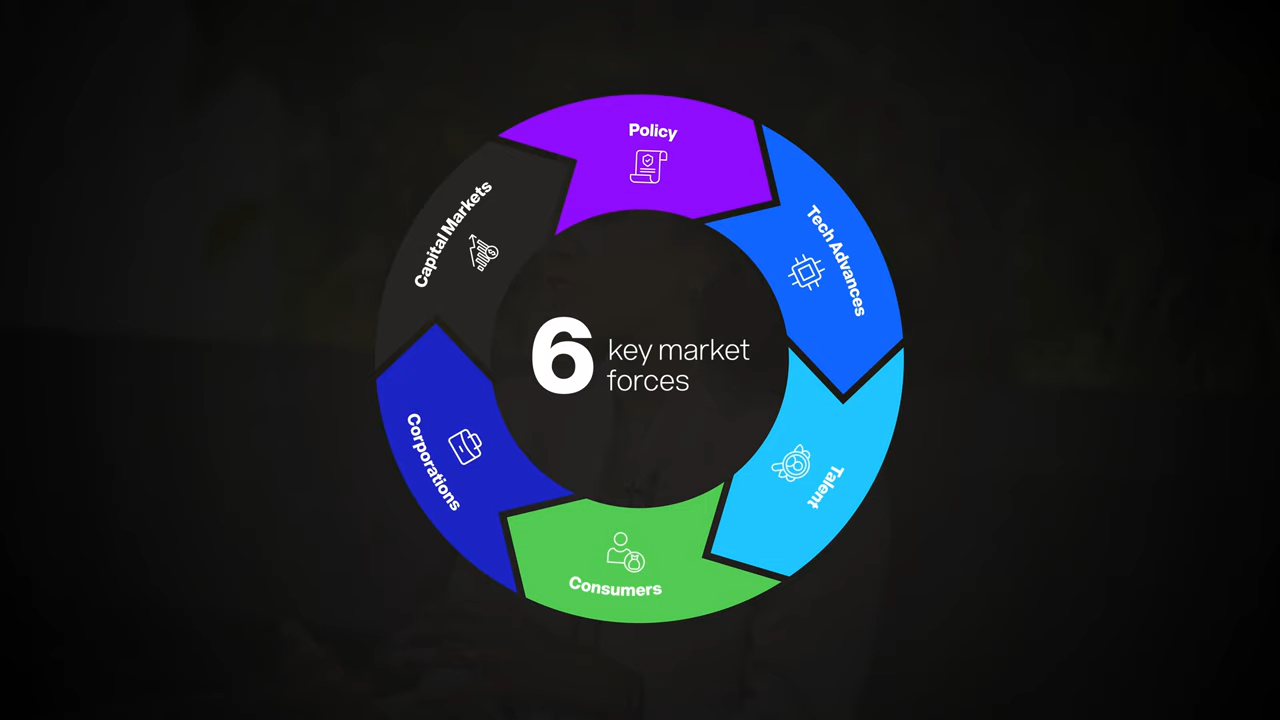 Policy
Tech Advances
Talent
Consumers
Corporations
Capital Markets
6 key market
forces